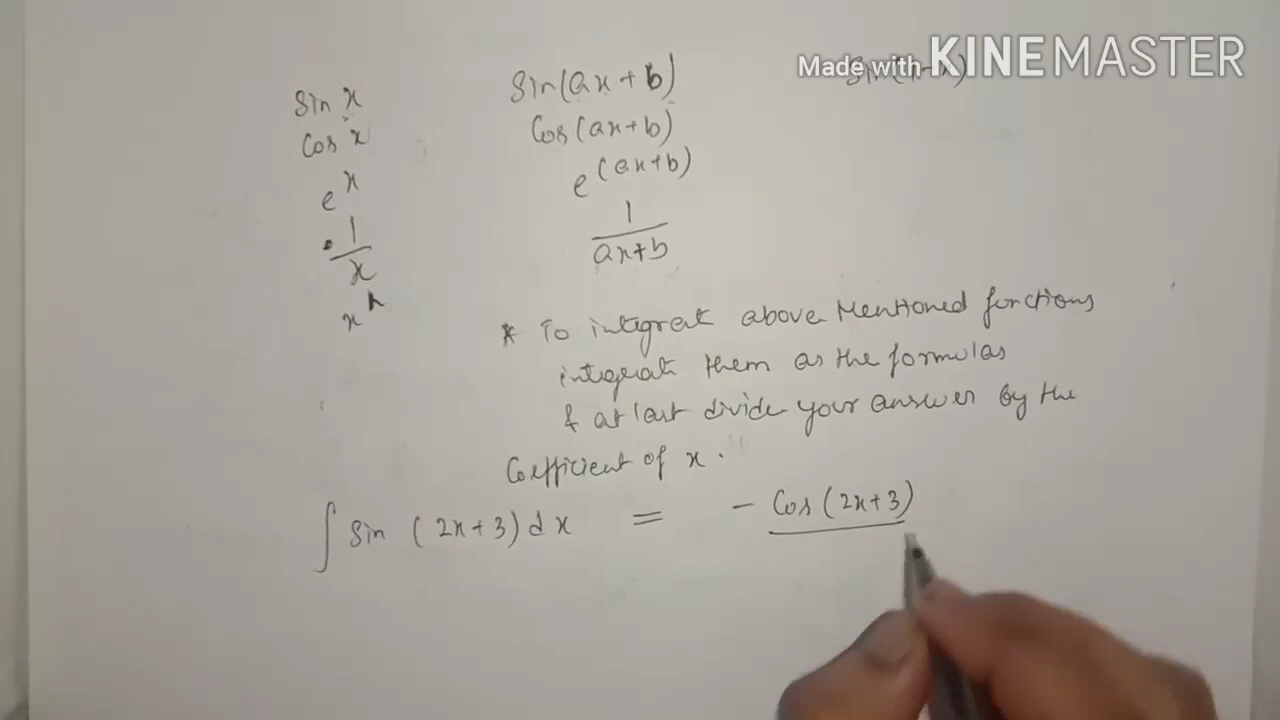 Made with KINEMASTER
sin x sin(ax+b)
cos x cos(ax+b)
e^x e^(ax+b)
1/x 1/(ax+b)
x^n
* To integrat above mentioned functions
integrat them as the formulas
& at last divide your answer by the
coefficient of x.
∫ sin (2x+3) dx = - cos(2x+3)